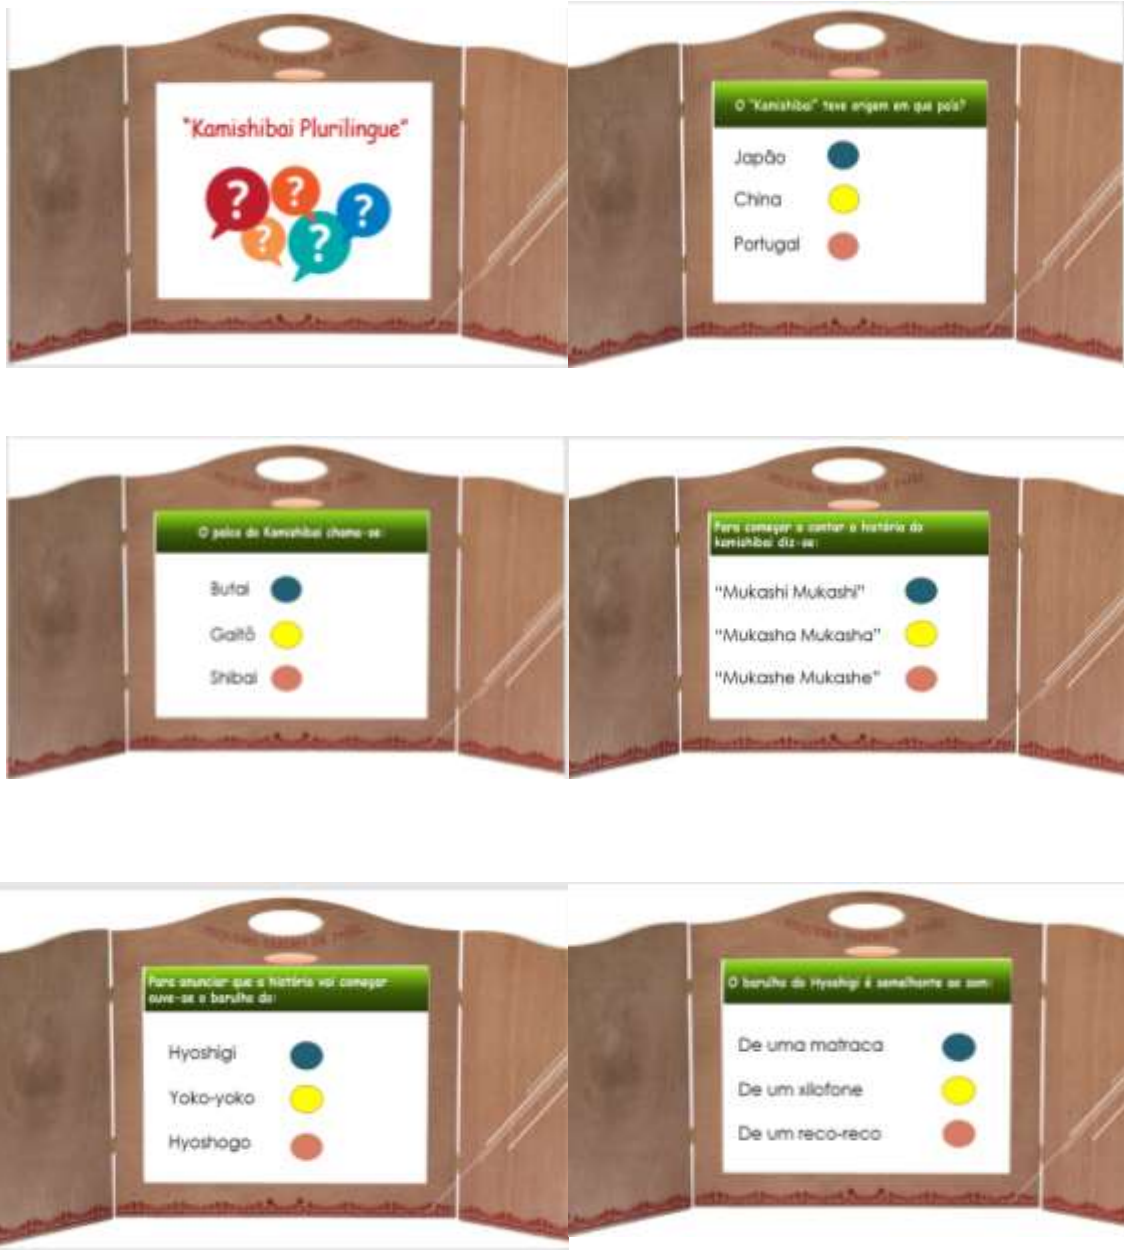 "Kamishibai Plurilingue"
? ? ? ? ?
O "Kamishibai" teve origem em que país?
Japão
China
Portugal
O palco do Kamishibai chama-se:
Butai
Gaitô
Shibai
Para começar a contar a história do
kamishibai diz-se:
"Mukashi Mukashi"
"Mukasha Mukasha"
"Mukashe Mukashe"
Para anunciar que a história vai começar
ouve-se o barulho do:
Hyoshigi
Yoko-yoko
Hyoshogo
O barulho do Hyoshigi é semelhante ao som:
De uma matraca
De um xilofone
De um reco-reco